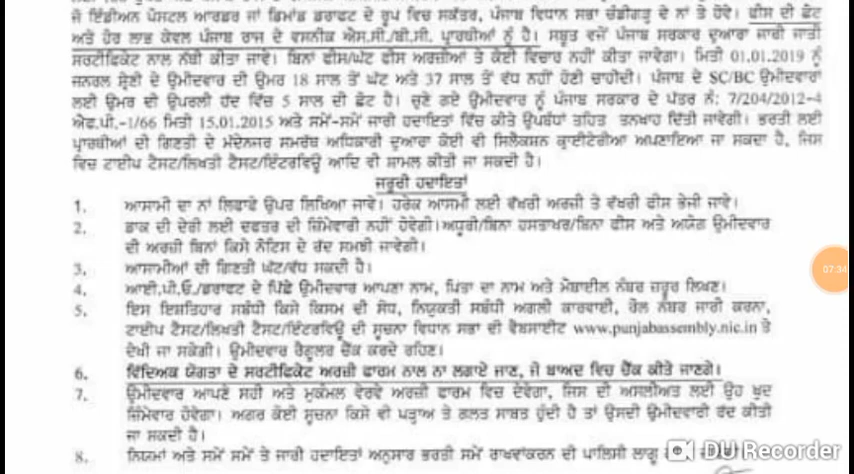 ਜੋ ਇੰਡੀਅਨ ਪੋਸਟਲ ਆਰਡਰ ਜਾਂ ਡਿਮਾਂਡ ਡਰਾਫਟ ਦੇ ਰੂਪ ਵਿਚ ਸਕੱਤਰ, ਪੰਜਾਬ ਵਿਧਾਨ ਸਭਾ ਚੰਡੀਗੜ੍ਹ ਦੇ ਨਾਂ ਤੇ ਹੋਵੇ। ਫੀਸ ਦੀ ਛੋਟ
ਅਤੇ ਹੋਰ ਲਾਭ ਕੇਵਲ ਪੰਜਾਬ ਰਾਜ ਦੇ ਵਸਨੀਕ ਐਸ.ਸੀ/ਬੀ.ਸੀ. ਪ੍ਰਾਰਥੀਆਂ ਨੂੰ ਹੈ। ਸਬੂਤ ਵਜੋਂ ਪੰਜਾਬ ਸਰਕਾਰ ਦੁਆਰਾ ਜਾਰੀ ਜਾਤੀ
ਸਰਟੀਫਿਕੇਟ ਨਾਲ ਨੱਥੀ ਕੀਤਾ ਜਾਵੇ। ਬਿਨਾਂ ਫੀਸ/ਘੱਟ ਫੀਸ ਅਰਜ਼ੀਆਂ ਤੇ ਕੋਈ ਵਿਚਾਰ ਨਹੀਂ ਕੀਤਾ ਜਾਵੇਗਾ। ਮਿਤੀ 01.01.2019 ਨੂੰ
ਜਨਰਲ ਸ਼੍ਰੇਣੀ ਦੇ ਉਮੀਦਵਾਰ ਦੀ ਉਮਰ 18 ਸਾਲ ਤੋਂ ਘੱਟ ਅਤੇ 37 ਸਾਲ ਤੋਂ ਵੱਧ ਨਹੀਂ ਹੋਣੀ ਚਾਹੀਦੀ। ਪੰਜਾਬ ਦੇ SC/BC ਉਮੀਦਵਾਰਾਂ
ਲਈ ਉਮਰ ਦੀ ਉਪਰਲੀ ਹੱਦ ਵਿੱਚ 5 ਸਾਲ ਦੀ ਛੋਟ ਹੈ। ਚੁਣੇ ਗਏ ਉਮੀਦਵਾਰ ਨੂੰ ਪੰਜਾਬ ਸਰਕਾਰ ਦੇ ਪੱਤਰ ਨੰ: 7/204/2012-4
ਐਫ.ਪੀ.-1/66 ਮਿਤੀ 15.01.2015 ਅਤੇ ਸਮੇਂ-ਸਮੇਂ ਜਾਰੀ ਹਦਾਇਤਾਂ ਵਿੱਚ ਕੀਤੇ ਉਪਬੰਧਾਂ ਤਹਿਤ ਤਨਖਾਹ ਦਿੱਤੀ ਜਾਵੇਗੀ। ਭਰਤੀ ਲਈ
ਪ੍ਰਾਰਥੀਆਂ ਦੀ ਗਿਣਤੀ ਦੇ ਮੱਦੇਨਜਰ ਸਮਰੱਥ ਅਧਿਕਾਰੀ ਦੁਆਰਾ ਕੋਈ ਵੀ ਸਿਲੈਕਸ਼ਨ ਕ੍ਰਾਈਟੇਰੀਆ ਅਪਣਾਇਆ ਜਾ ਸਕਦਾ ਹੈ, ਜਿਸ
ਵਿਚ ਟਾਈਪ ਟੈਸਟ/ਲਿਖਤੀ ਟੈਸਟ/ਇੰਟਰਵਿਊ ਆਦਿ ਵੀ ਸ਼ਾਮਲ ਕੀਤੀ ਜਾ ਸਕਦੀ ਹੈ।
ਜ਼ਰੂਰੀ ਹਦਾਇਤਾਂ
1. ਆਸਾਮੀ ਦਾ ਨਾਂ ਲਿਫਾਫੇ ਉਪਰ ਲਿਖਿਆ ਜਾਵੇ। ਹਰੇਕ ਆਸਾਮੀ ਲਈ ਵੱਖਰੀ ਅਰਜ਼ੀ ਤੇ ਵੱਖਰੀ ਫੀਸ ਭੇਜੀ ਜਾਵੇ।
2. ਡਾਕ ਦੀ ਦੇਰੀ ਲਈ ਦਫਤਰ ਦੀ ਜ਼ਿੰਮੇਵਾਰੀ ਨਹੀਂ ਹੋਵੇਗੀ।ਅਧੂਰੀ/ਬਿਨਾ ਹਸਤਾਖਰ/ਬਿਨਾ ਫੀਸ ਅਤੇ ਅਯੋਗ ਉਮੀਦਵਾਰ
ਦੀ ਅਰਜ਼ੀ ਬਿਨਾਂ ਕਿਸੇ ਨੋਟਿਸ ਦੇ ਰੱਦ ਸਮਝੀ ਜਾਵੇਗੀ।
3. ਆਸਾਮੀਆਂ ਦੀ ਗਿਣਤੀ ਘੱਟ/ਵੱਧ ਸਕਦੀ ਹੈ।
4. ਆਈ.ਪੀ.ਓ./ਡਰਾਫਟ ਦੇ ਪਿੱਛੇ ਉਮੀਦਵਾਰ ਆਪਣਾ ਨਾਮ, ਪਿਤਾ ਦਾ ਨਾਮ ਅਤੇ ਮੋਬਾਈਲ ਨੰਬਰ ਜ਼ਰੂਰ ਲਿਖਣ।
5. ਇਸ ਇਸ਼ਤਿਹਾਰ ਸਬੰਧੀ ਕਿਸੇ ਕਿਸਮ ਦੀ ਸੋਧ, ਨਿਯੁਕਤੀ ਸਬੰਧੀ ਅਗਲੀ ਕਾਰਵਾਈ, ਰੋਲ ਨੰਬਰ ਜਾਰੀ ਕਰਨਾ,
ਟਾਈਪ ਟੈਸਟ/ਲਿਖਤੀ ਟੈਸਟ/ਇੰਟਰਵਿਊ ਦੀ ਸੂਚਨਾ ਵਿਧਾਨ ਸਭਾ ਦੀ ਵੈਬਸਾਈਟ www.punjabassembly.nic.in ਤੇ
ਦੇਖੀ ਜਾ ਸਕੇਗੀ। ਉਮੀਦਵਾਰ ਰੈਗੂਲਰ ਚੈੱਕ ਕਰਦੇ ਰਹਿਣ।
6. ਵਿੱਦਿਅਕ ਯੋਗਤਾ ਦੇ ਸਰਟੀਫਿਕੇਟ ਅਰਜ਼ੀ ਫਾਰਮ ਨਾਲ ਨਾ ਲਗਾਏ ਜਾਣ, ਜੋ ਬਾਅਦ ਵਿਚ ਚੈੱਕ ਕੀਤੇ ਜਾਣਗੇ।
7. ਉਮੀਦਵਾਰ ਆਪਣੇ ਸਹੀ ਅਤੇ ਮੁਕੰਮਲ ਵੇਰਵੇ ਅਰਜ਼ੀ ਫਾਰਮ ਵਿਚ ਦੇਵੇਗਾ, ਜਿਸ ਦੀ ਅਸਲੀਅਤ ਲਈ ਉਹ ਖੁਦ
ਜ਼ਿੰਮੇਵਾਰ ਹੋਵੇਗਾ। ਅਗਰ ਕੋਈ ਸੂਚਨਾ ਕਿਸੇ ਵੀ ਪੜਾਅ ਤੇ ਗਲਤ ਸਾਬਤ ਹੁੰਦੀ ਹੈ ਤਾਂ ਉਸਦੀ ਉਮੀਦਵਾਰੀ ਰੱਦ ਕੀਤੀ
ਜਾ ਸਕਦੀ ਹੈ।
8. ਨਿਯਮਾਂ ਅਤੇ ਸਮੇਂ ਸਮੇਂ ਤੇ ਜਾਰੀ ਹਦਾਇਤਾਂ ਅਨੁਸਾਰ ਭਰਤੀ ਸਮੇਂ ਰਾਖਵਾਂਕਰਨ ਦੀ ਪਾਲਿਸੀ ਲਾਗੂ
DU Recorder
07:34